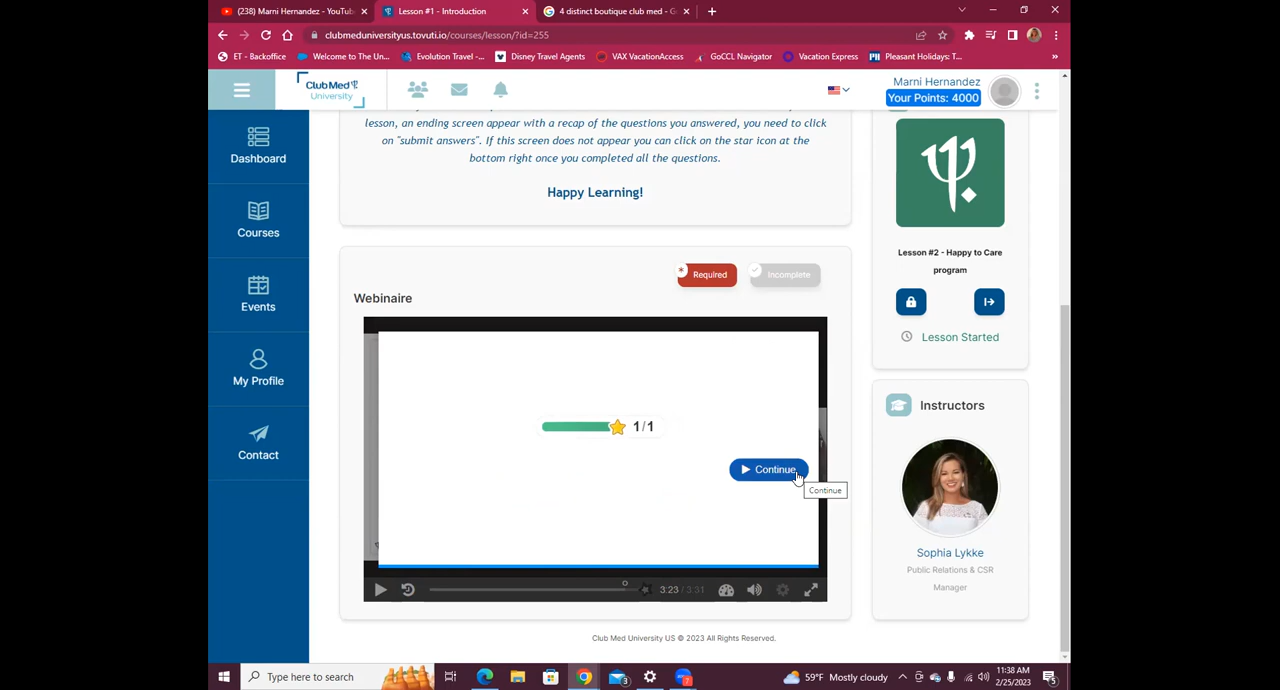 (238) Marni Hernandez - YouTub
Lesson #1 - Introduction
4 distinct boutique club med - G
clubmeduniversityus.tovuti.io/courses/lesson/?id=255
ET - Backoffice
Welcome to The Un...
Evolution Travel -...
Disney Travel Agents
VAX VacationAccess
GoCCL Navigator
Vacation Express
Pleasant Holidays: T...
»
Club Med
University
Marni Hernandez
Your Points: 4000
Dashboard
Courses
Events
My Profile
Contact
lesson, an ending screen appear with a recap of the questions you answered, you need to click
on "submit answers". If this screen does not appear you can click on the star icon at the
bottom right once you completed all the questions.
Happy Learning!
* Required
Incomplete
Webinaire
1/1
Continue
Continue
3:23 / 3:31
Lesson #2 - Happy to Care
program
Lesson Started
Instructors
Sophia Lykke
Public Relations & CSR
Manager
Club Med University US © 2023 All Rights Reserved.
Type here to search
59°F Mostly cloudy
11:38 AM
2/25/2023